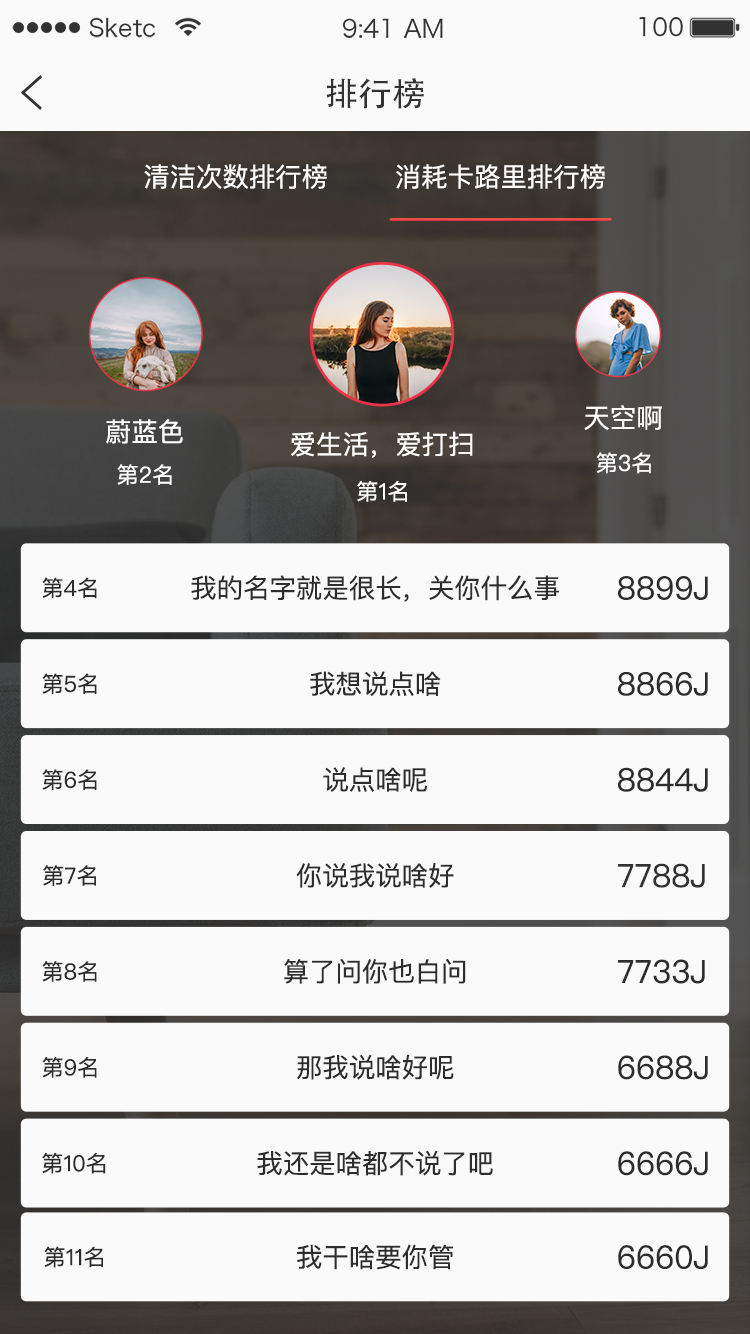 Sketc 9:41 AM 100
排行榜
清洁次数排行榜 消耗卡路里排行榜
蔚蓝色
第2名
爱生活，爱打扫
第1名
天空啊
第3名
第4名 我的名字就是很长，关你什么事 8899J
第5名 我想说点啥 8866J
第6名 说点啥呢 8844J
第7名 你说我说啥好 7788J
第8名 算了问你也白问 7733J
第9名 那我说啥好呢 6688J
第10名 我还是啥都不说了吧 6666J
第11名 我干啥要你管 6660J